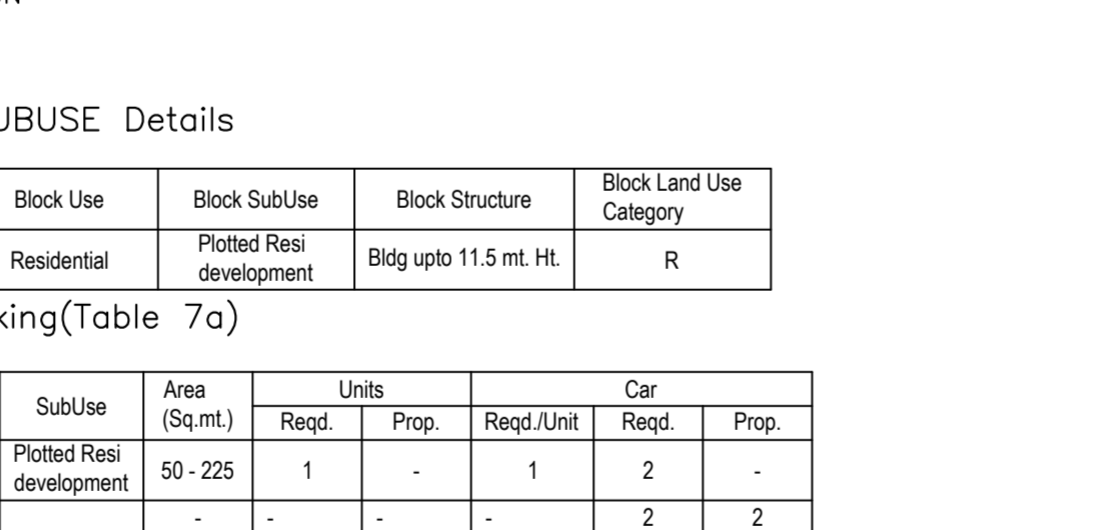 UBUSE Details
Block Use Block SubUse Block Structure Block Land Use Category
Residential Plotted Resi development Bldg upto 11.5 mt. Ht. R
king(Table 7a)
SubUse Area (Sq.mt.) Units Car
Reqd. Prop. Reqd./Unit Reqd. Prop.
Plotted Resi development 50 - 225 1 - 1 2 -
- - - - 2 2